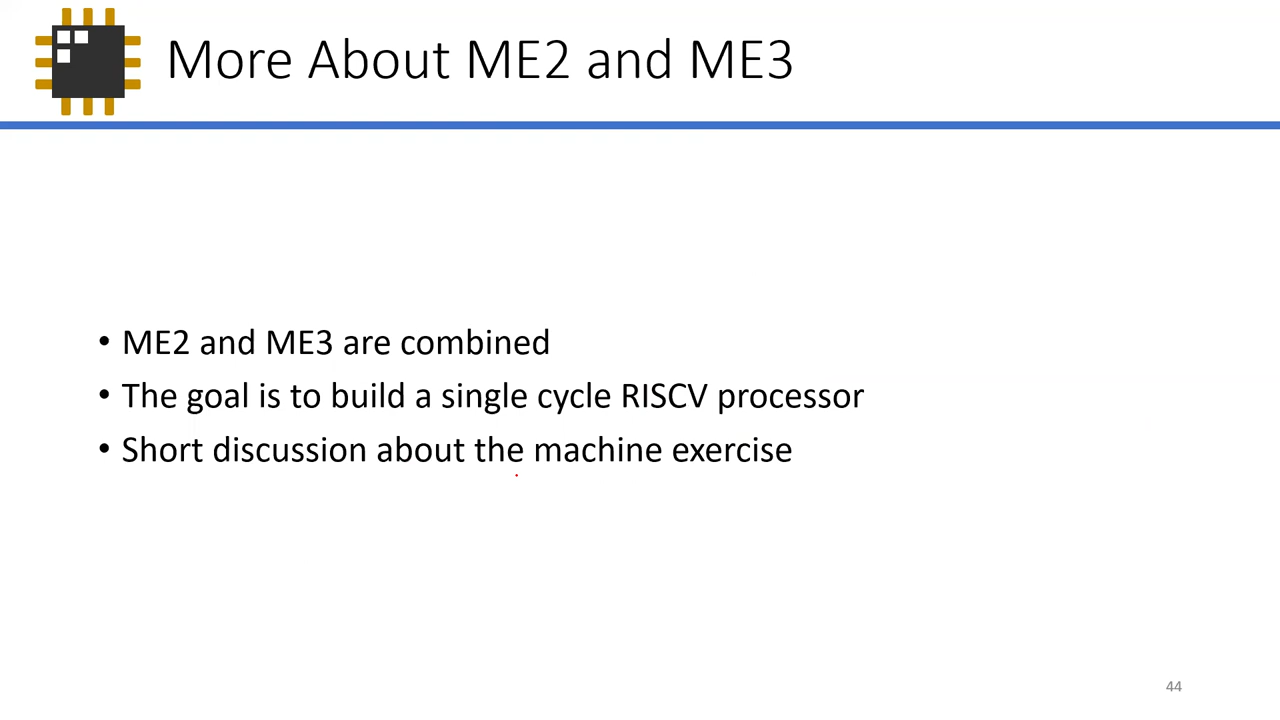 More About ME2 and ME3
• ME2 and ME3 are combined
• The goal is to build a single cycle RISCV processor
• Short discussion about the machine exercise
44